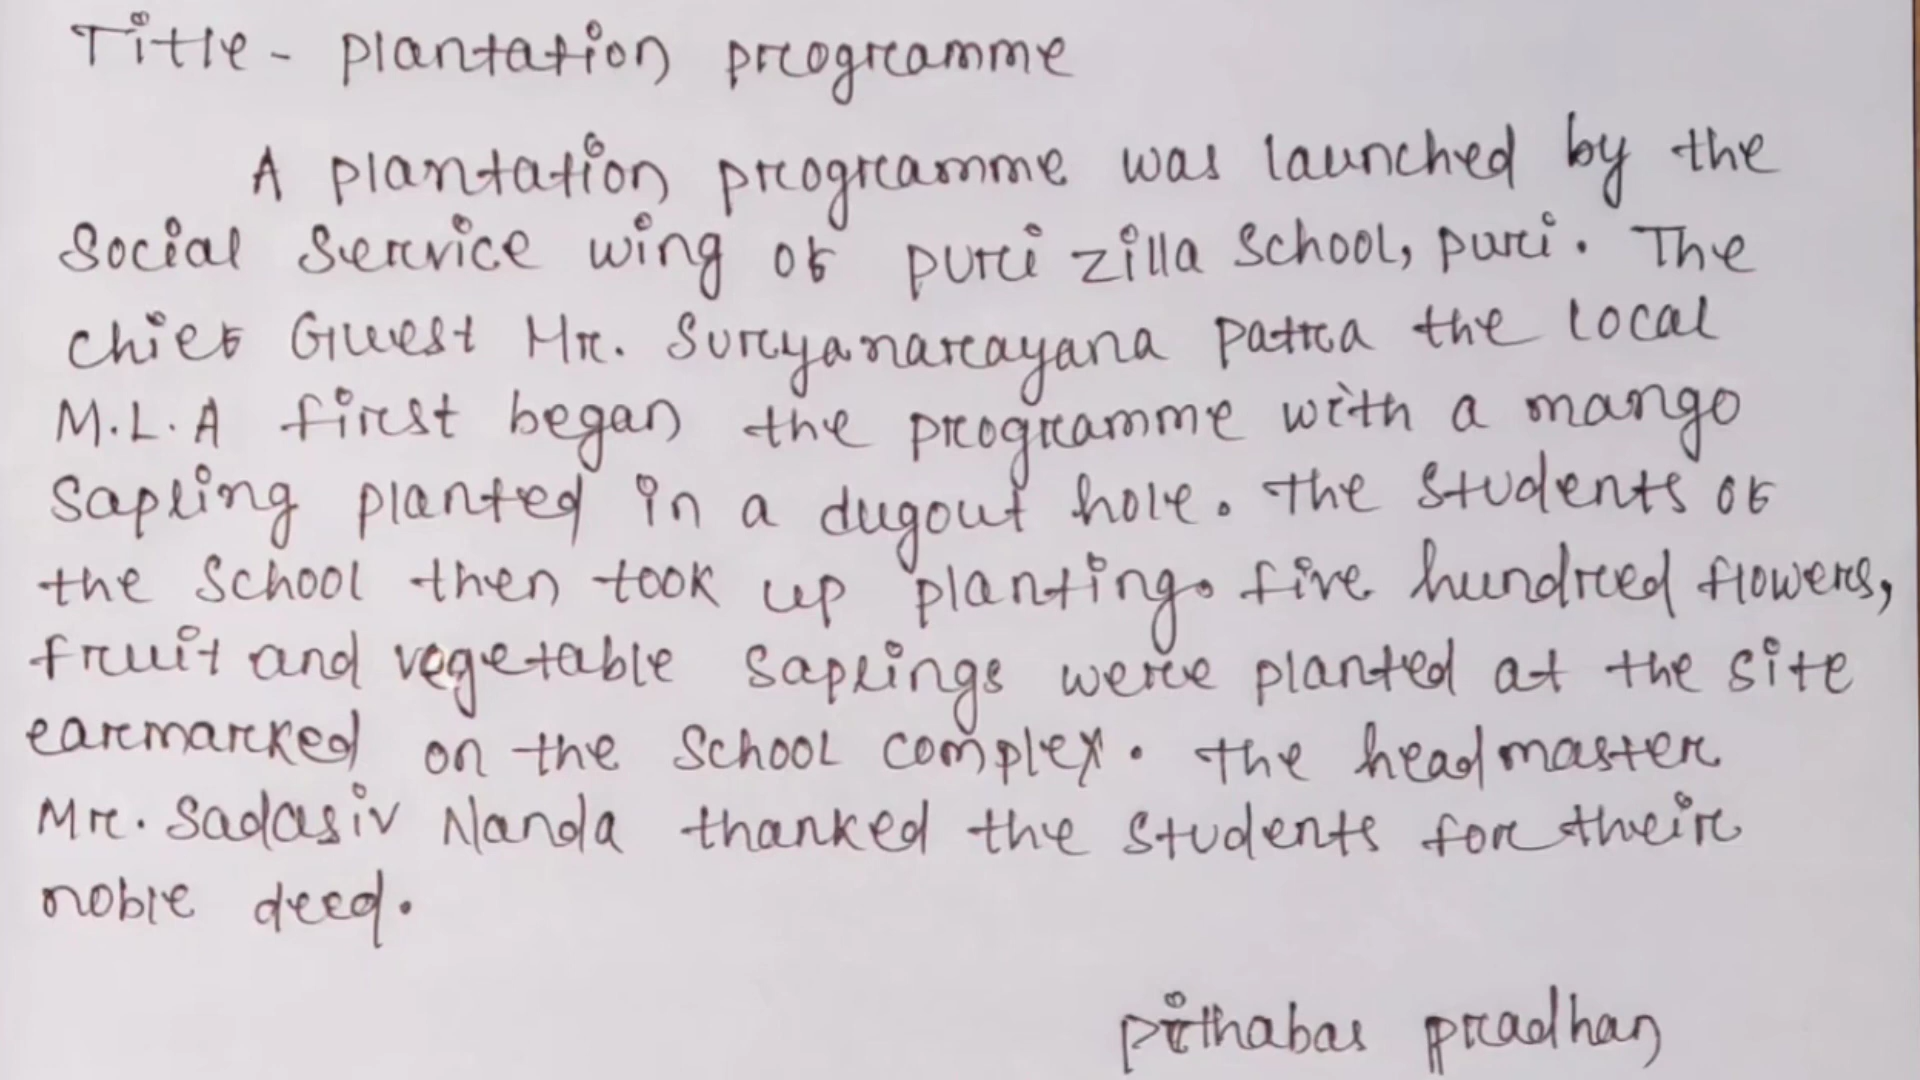 Title - plantation programme
A plantation programme was launched by the
Social Service wing of puri zilla School, puri. The
chief Guest Mr. Suryanarayana Patra the local
M.L.A first began the programme with a mango
Sapling planted in a dugout hole. The Students of
the School then took up planting. five hundred flowers,
fruit and vegetable Saplings were planted at the site
earmarked on the School complex. the headmaster
Mr. Sadasiv Nanda thanked the Students for their
noble deed.
pithabas pradhan